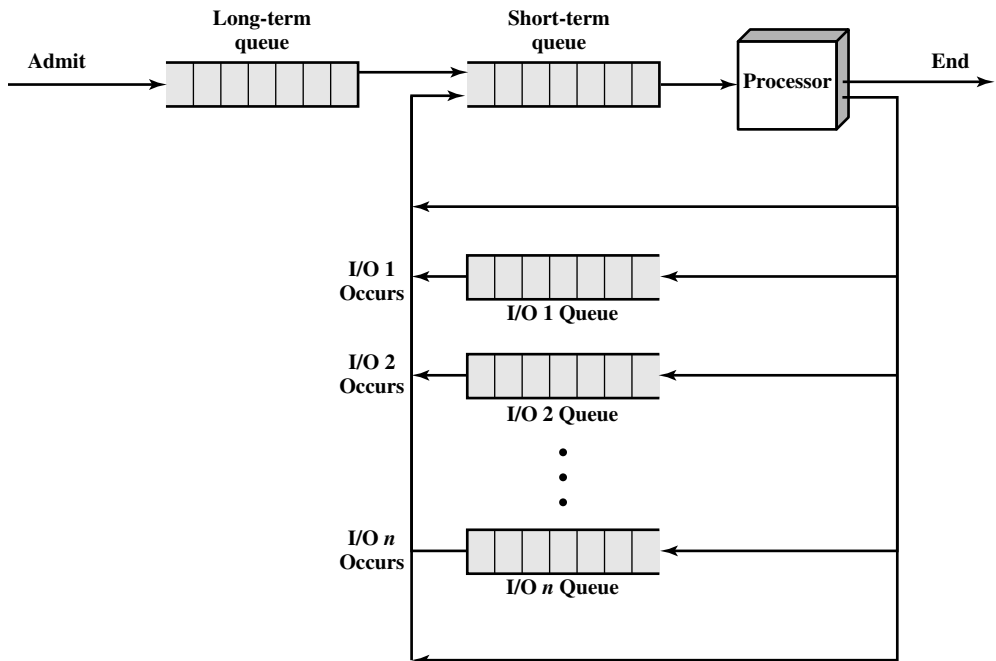 Long-term
queue
Short-term
queue
Admit
Processor
End
I/O 1
Occurs
I/O 1 Queue
I/O 2
Occurs
I/O 2 Queue
I/O n
Occurs
I/O n Queue